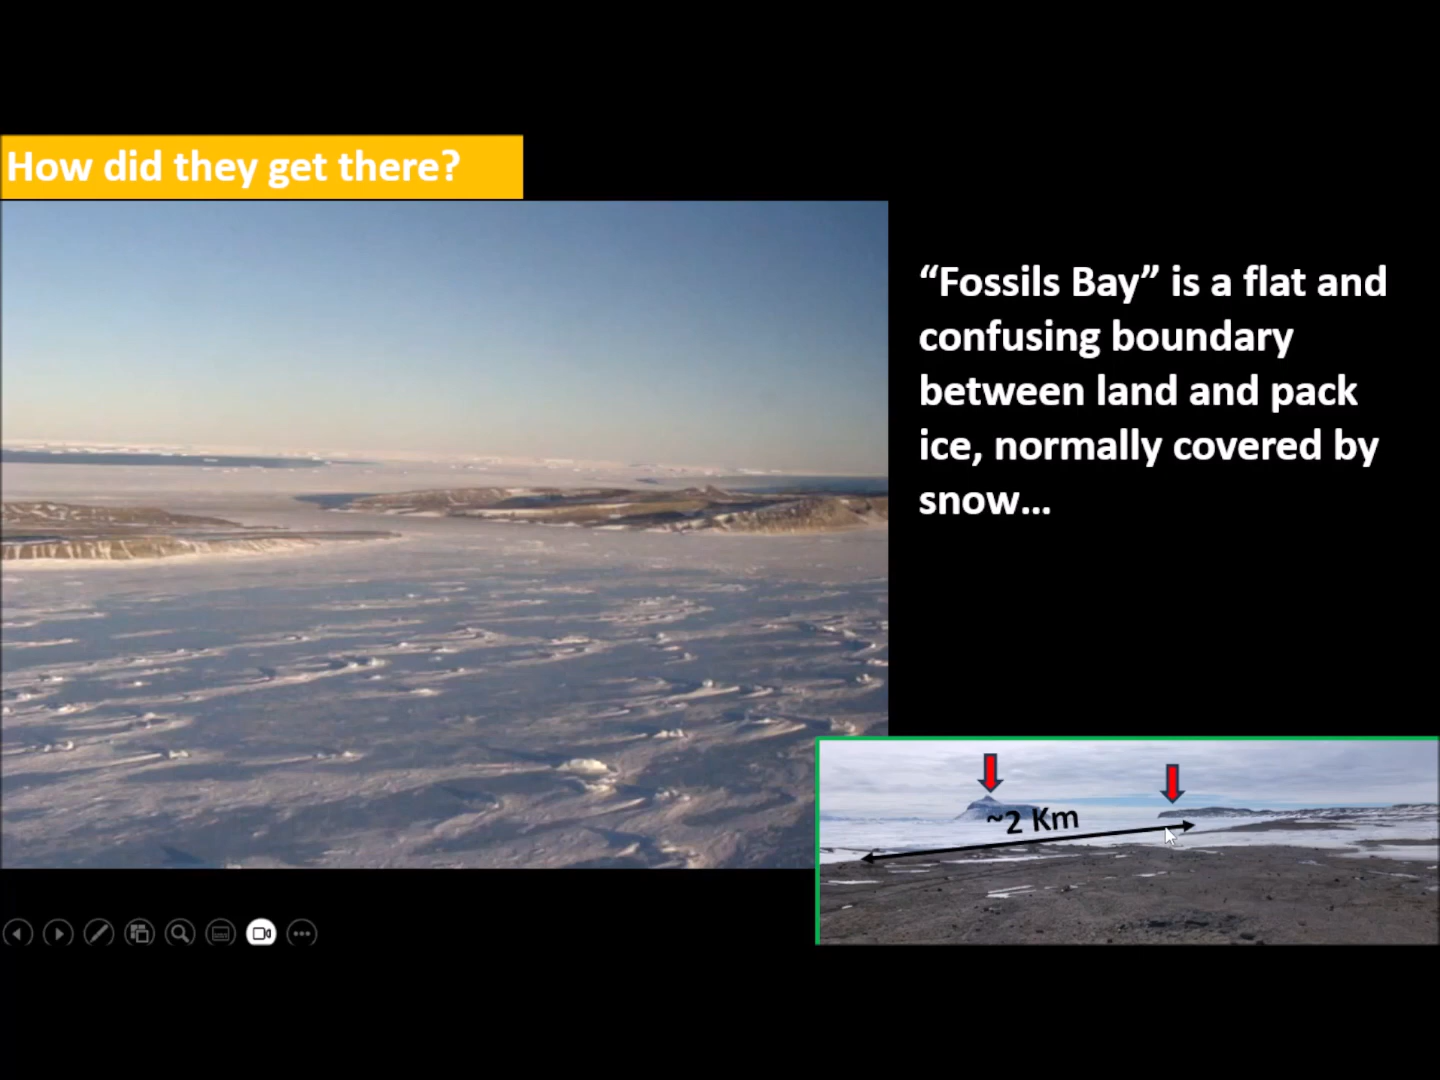 How did they get there?
“Fossils Bay” is a flat and
confusing boundary
between land and pack
ice, normally covered by
snow...
~2 Km